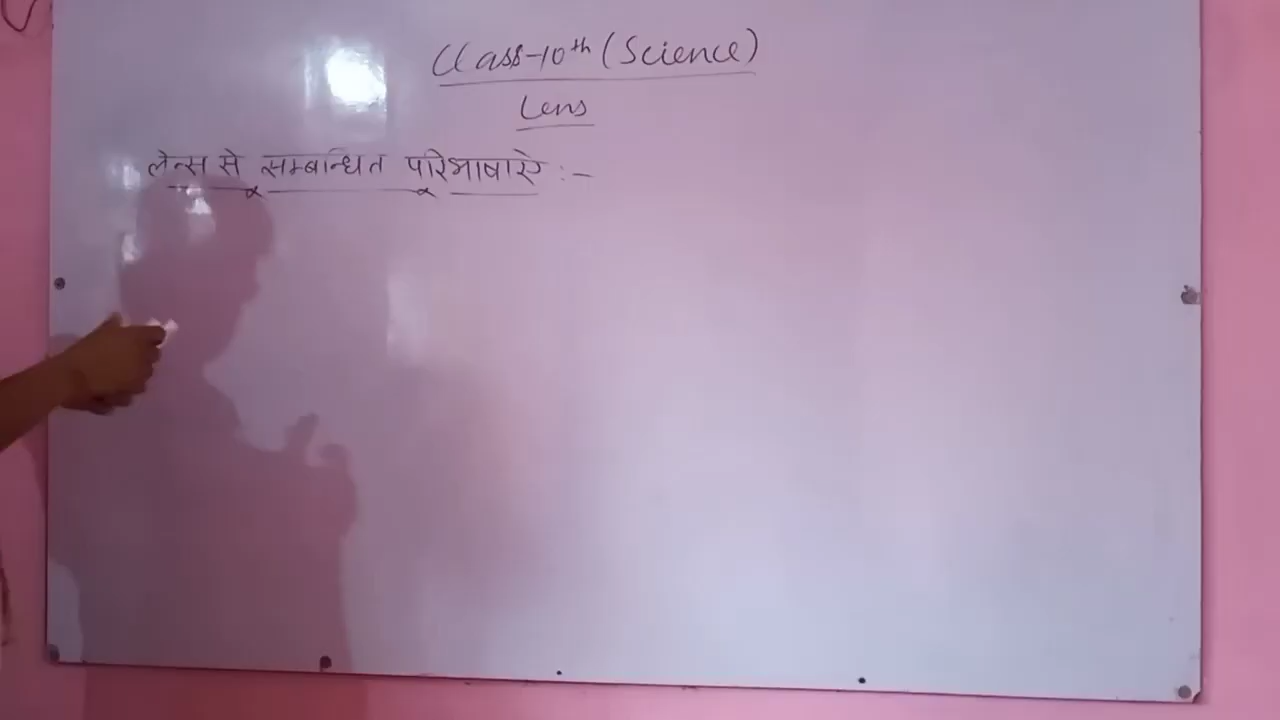 Class-10th (Science)
Lens
लेन्स से सम्बन्धित परिभाषाऐ :-